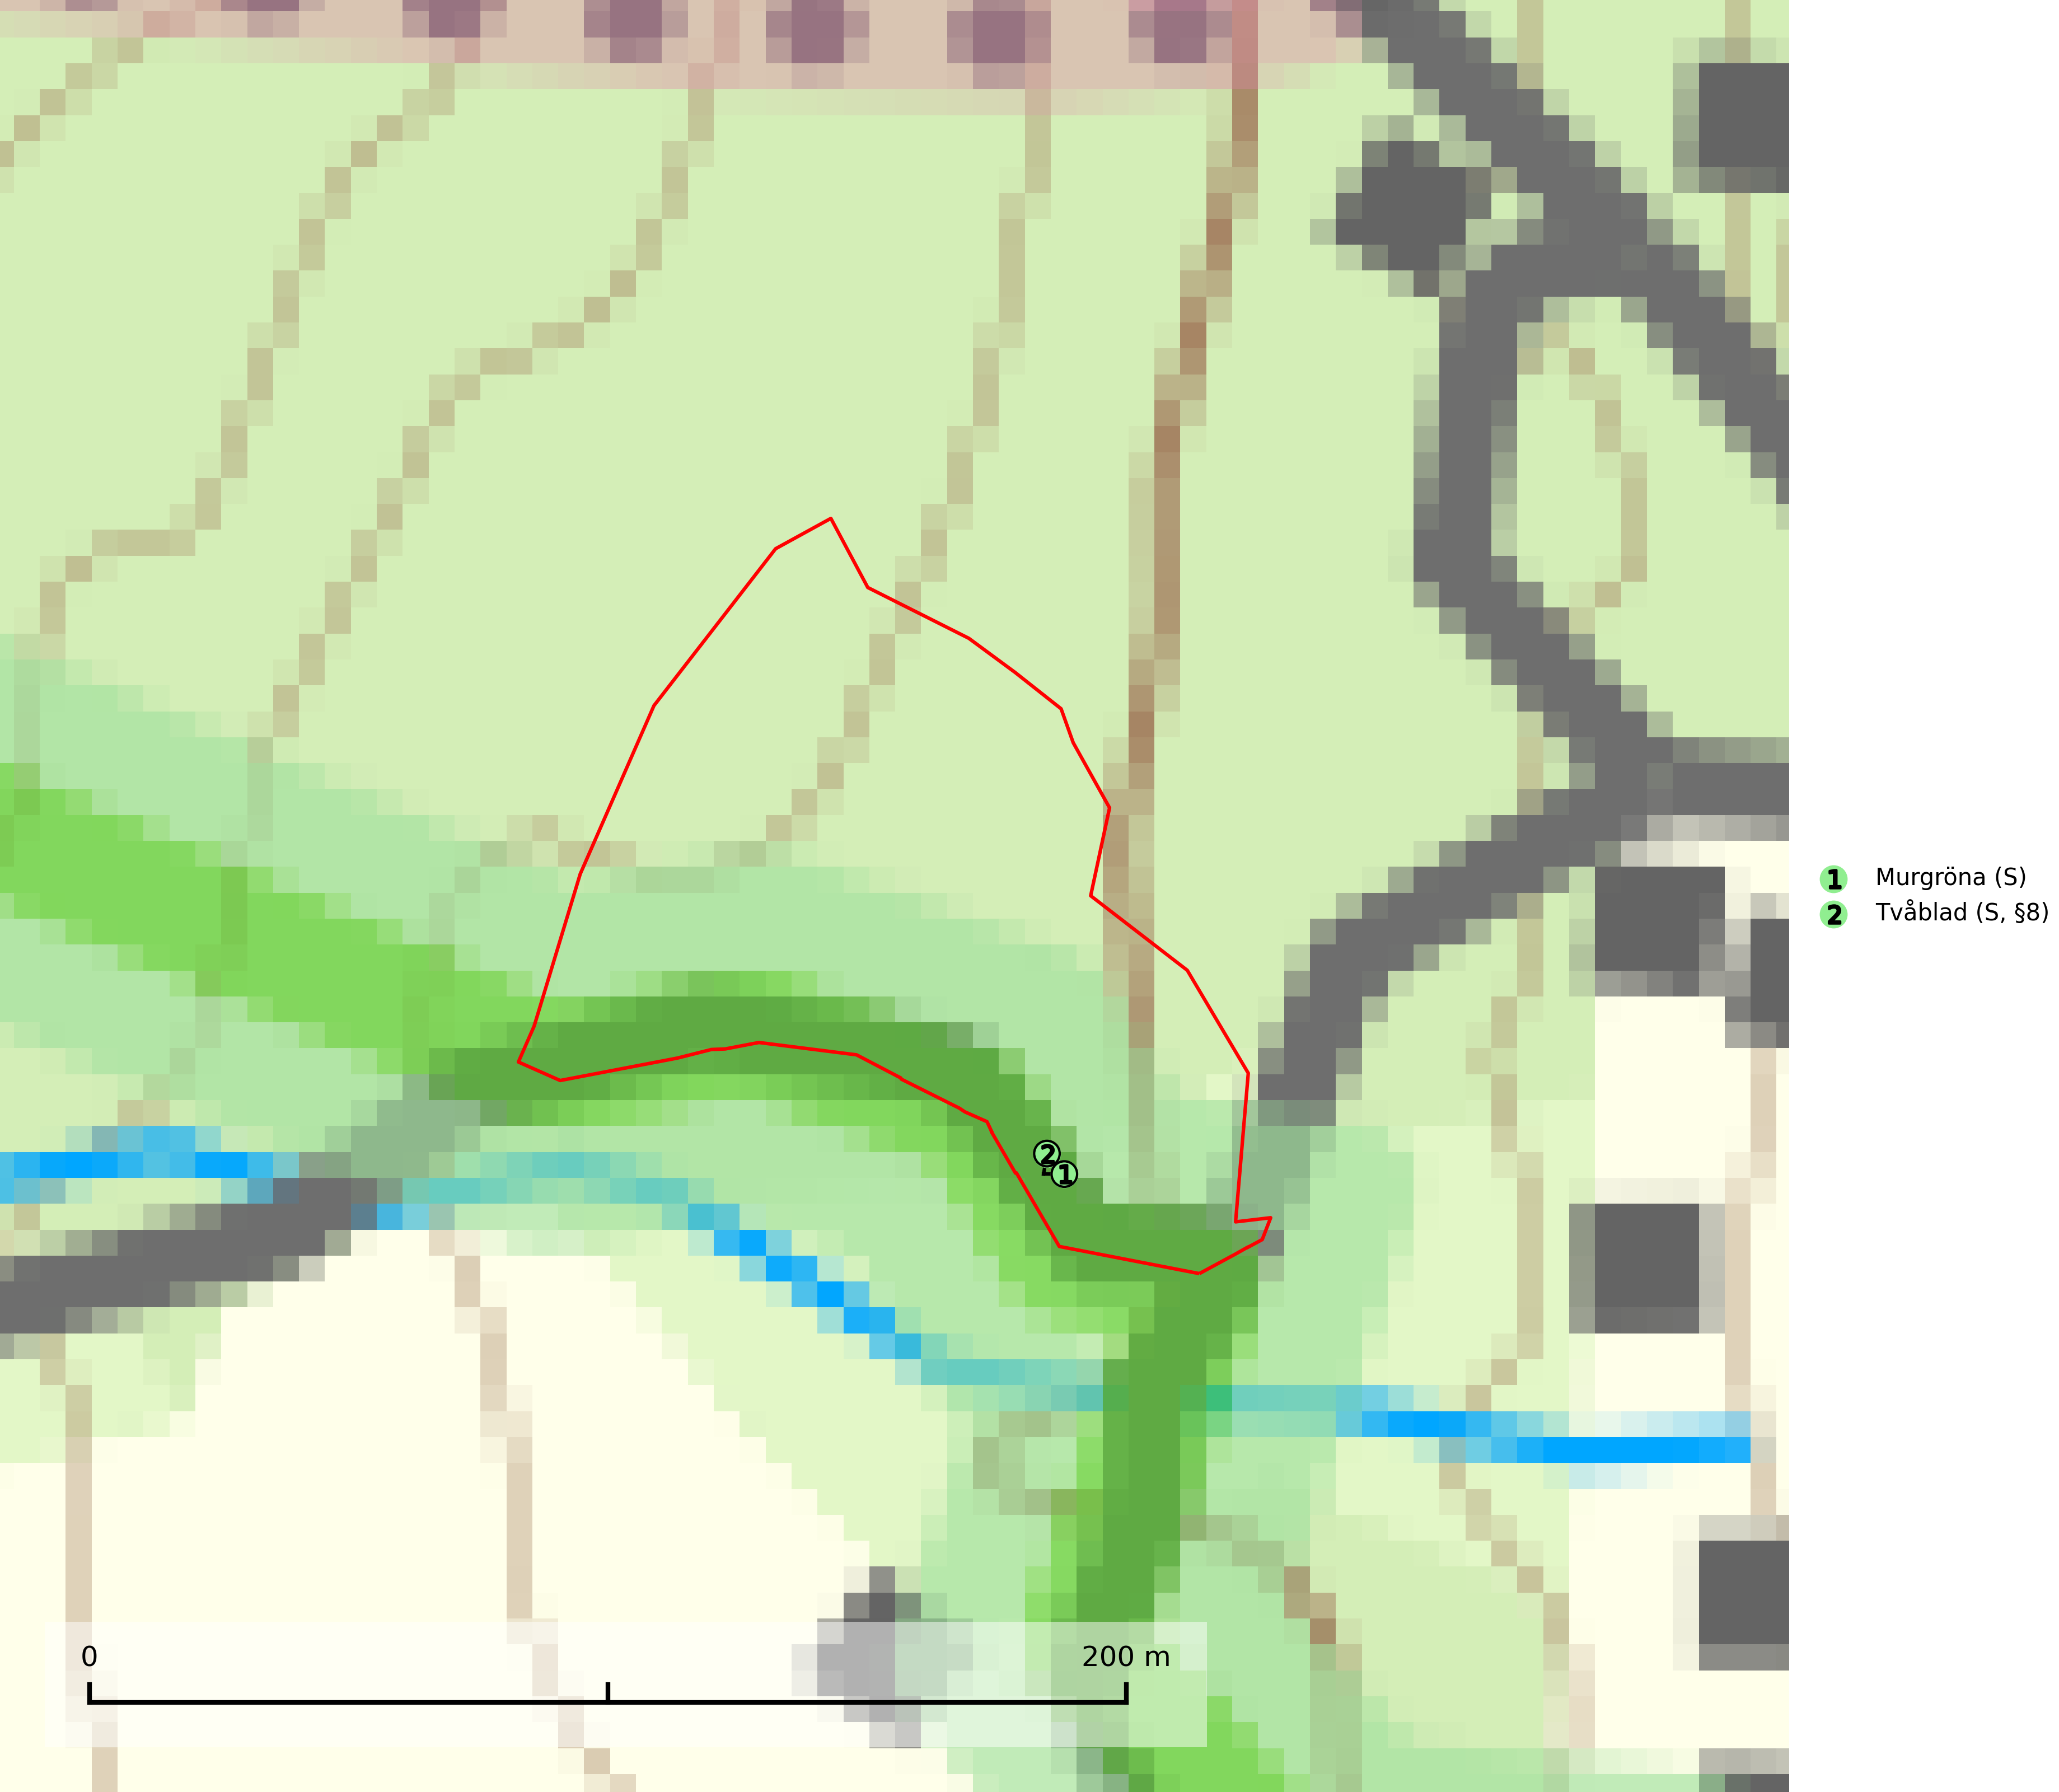 1 Murgröna (S)
2 Tvåblad (S, §8)
2
1
0 200 m